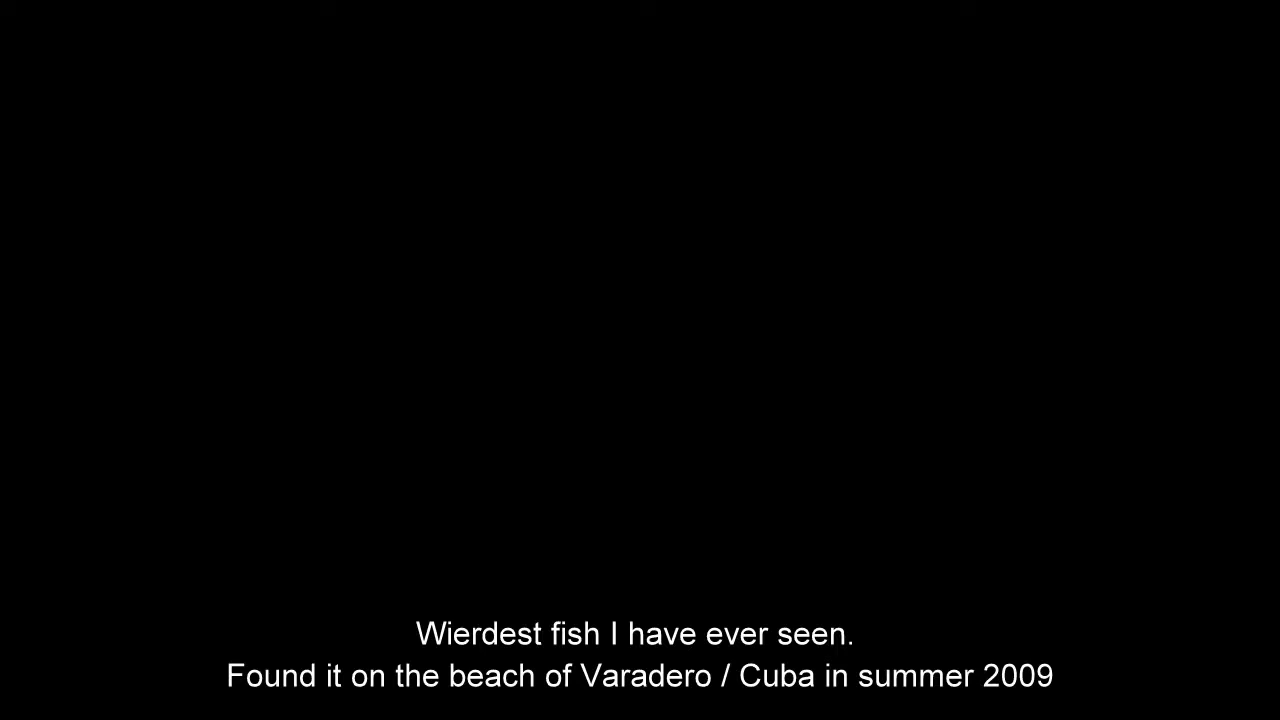 Wierdest fish I have ever seen.
Found it on the beach of Varadero / Cuba in summer 2009